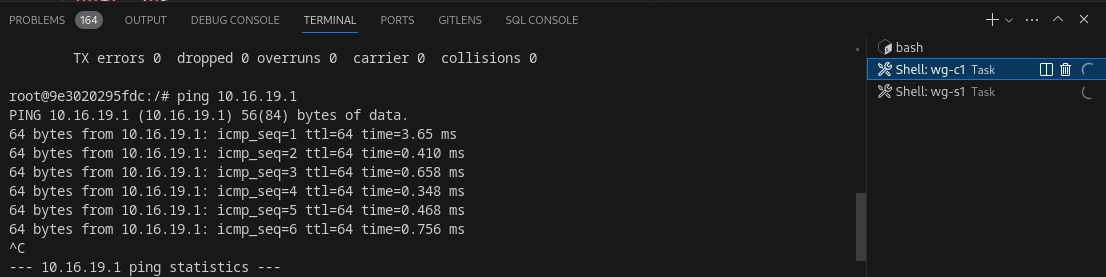 PROBLEMS 164 OUTPUT DEBUG CONSOLE TERMINAL PORTS GITLENS SQL CONSOLE
TX errors 0 dropped 0 overruns 0 carrier 0 collisions 0
root@9e3020295fdc:/# ping 10.16.19.1
PING 10.16.19.1 (10.16.19.1) 56(84) bytes of data.
64 bytes from 10.16.19.1: icmp_seq=1 ttl=64 time=3.65 ms
64 bytes from 10.16.19.1: icmp_seq=2 ttl=64 time=0.410 ms
64 bytes from 10.16.19.1: icmp_seq=3 ttl=64 time=0.658 ms
64 bytes from 10.16.19.1: icmp_seq=4 ttl=64 time=0.348 ms
64 bytes from 10.16.19.1: icmp_seq=5 ttl=64 time=0.468 ms
64 bytes from 10.16.19.1: icmp_seq=6 ttl=64 time=0.756 ms
^C
--- 10.16.19.1 ping statistics ---
bash
Shell: wg-c1 Task
Shell: wg-s1 Task